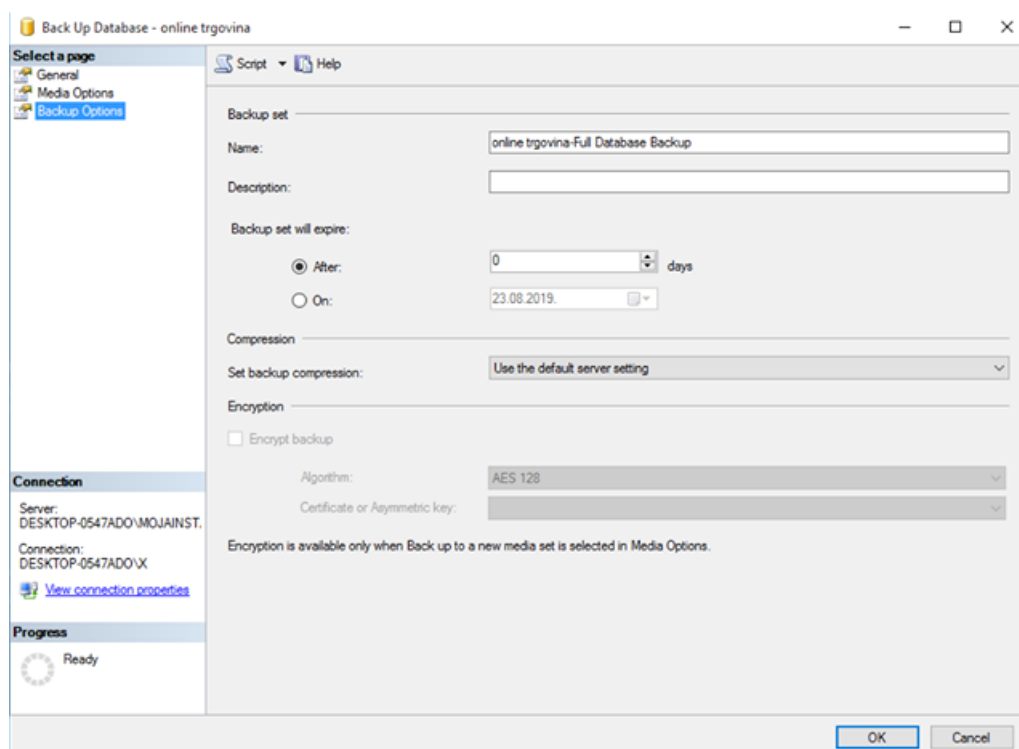 Back Up Database - online trgovina
Select a page
General
Media Options
Backup Options
Script
Help
Backup set
Name:
online trgovina-Full Database Backup
Description:
Backup set will expire:
After:
0
days
On:
23.08.2019.
Compression
Set backup compression:
Use the default server setting
Encryption
Encrypt backup
Algorithm:
AES 128
Certificate or Asymmetric key:
Encryption is available only when Back up to a new media set is selected in Media Options.
Connection
Server:
DESKTOP-0547ADO\MOJAINST.
Connection:
DESKTOP-0547ADO\X
View connection properties
Progress
Ready
OK
Cancel